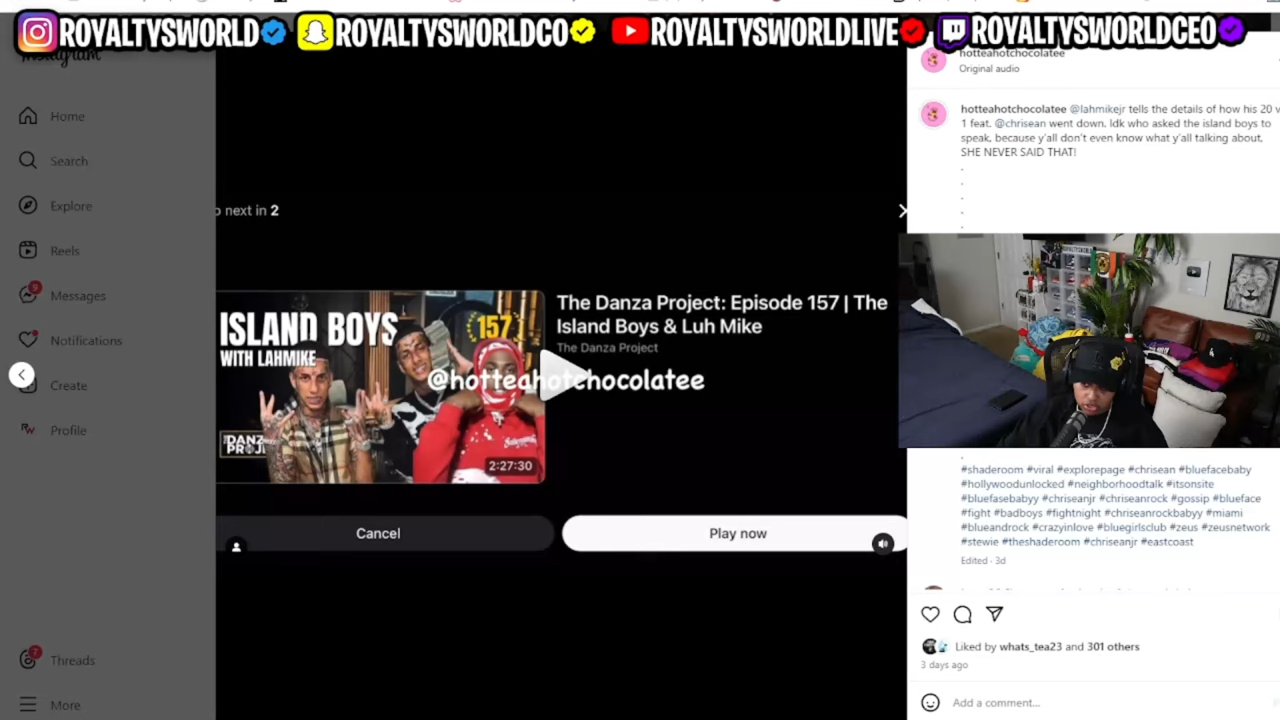 ROYALTYSWORLD
ROYALTYSWORLDCO
ROYALTYSWORLDLIVE
ROYALTYSWORLDCEO
Instagram
Home
Search
Explore
Reels
9
Messages
Notifications
Create
RW
Profile
7
Threads
More
next in 2
ISLAND BOYS
WITH LAHMIKE
157
2:27:30
The Danza Project: Episode 157 | The
Island Boys & Luh Mike
The Danza Project
@hotteahotchocolatee
Cancel
Play now
hotteahotchocolatee
Original audio
hotteahotchocolatee @lahmikejr tells the details of how his 20 v
1 feat. @chrisean went down. Idk who asked the island boys to
speak, because y'all don't even know what y'all talking about.
SHE NEVER SAID THAT!
.
.
.
.
.
.
#shaderoom #viral #explorepage #chrisean #bluefacebaby
#hollywoodunlocked #neighborhoodtalk #itsonsite
#bluefasebabyy #chriseanjr #chriseanrock #gossip #blueface
#fight #badboys #fightnight #chriseanrockbabyy #miami
#blueandrock #crazyinlove #bluegirlsclub #zeus #zeusnetwork
#stewie #theshaderoom #chriseanjr #eastcoast
Edited · 3d
Liked by whats_tea23 and 301 others
3 days ago
Add a comment...